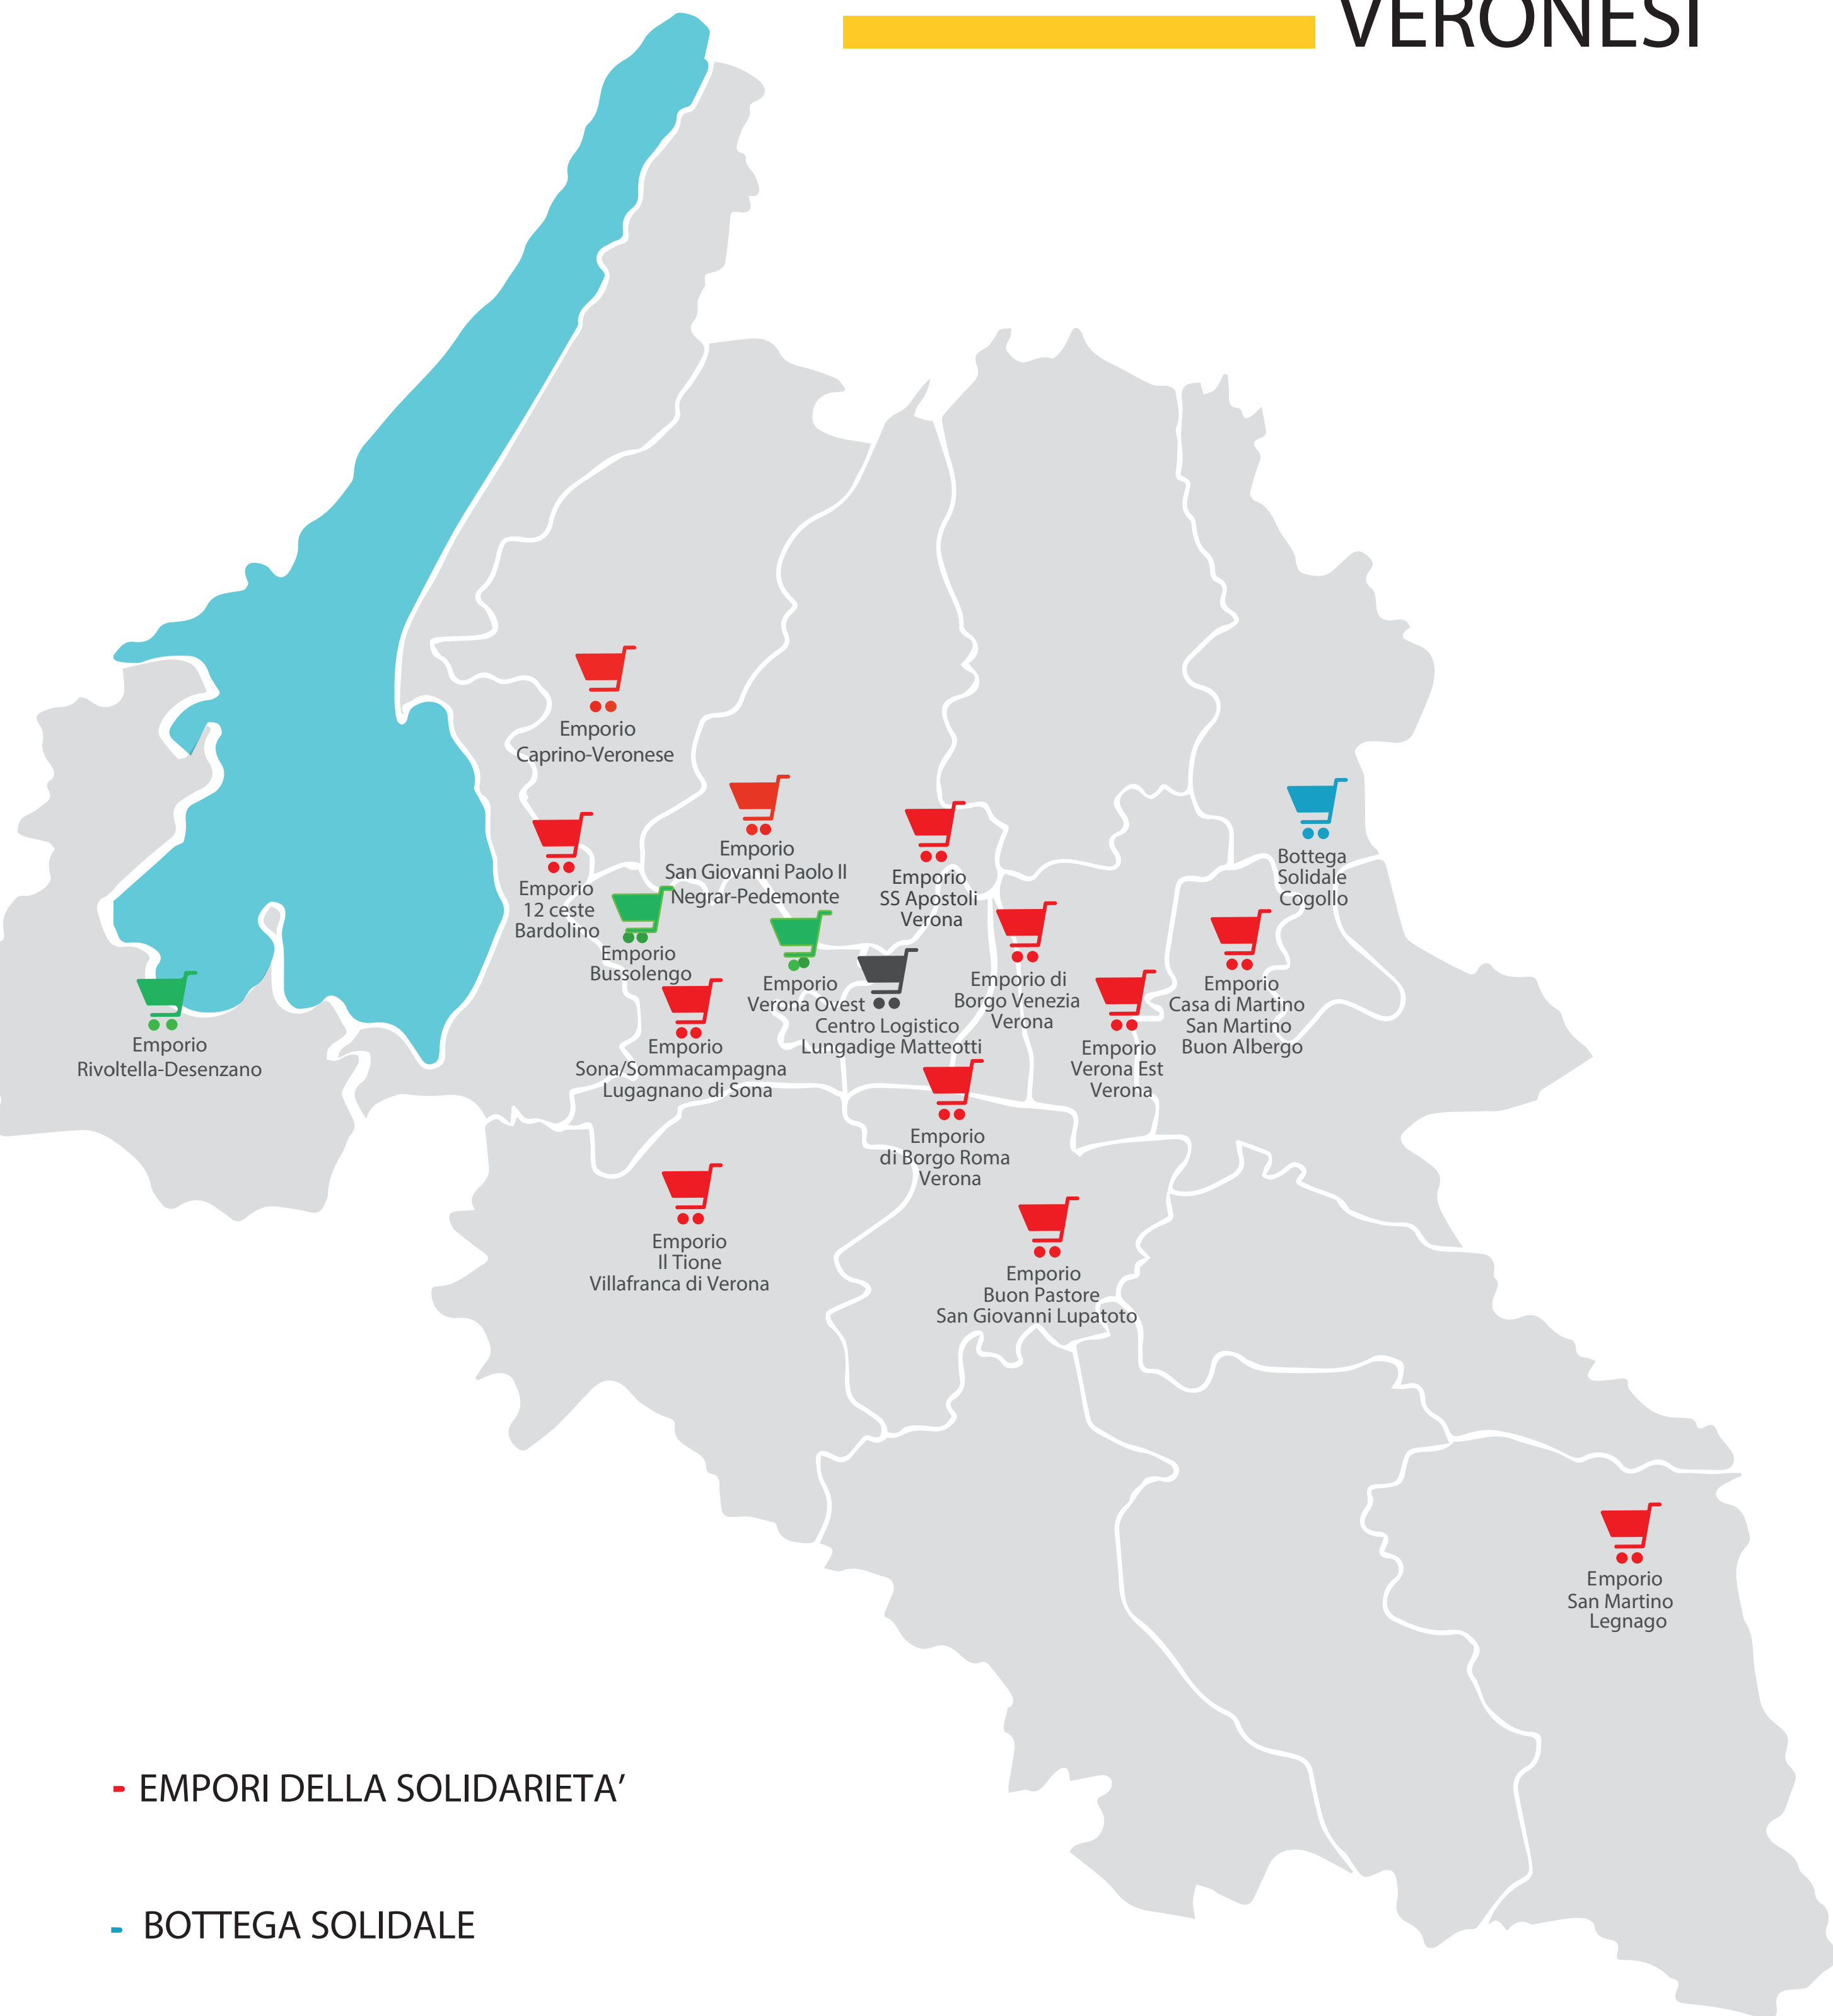 VERONESI
Emporio
Caprino-Veronese
Emporio
San Giovanni Paolo II
Negrar-Pedemonte
Emporio
SS Apostoli
Verona
Bottega
Solidale
Cogollo
Emporio
12 ceste
Bardolino
Emporio
Bussolengo
Emporio
Verona Ovest
Centro Logistico
Lungadige Matteotti
Emporio di
Borgo Venezia
Verona
Emporio
Casa di Martino
San Martino
Buon Albergo
Emporio
Rivoltella-Desenzano
Emporio
Sona/Sommacampagna
Lugagnano di Sona
Emporio
Verona Est
Verona
Emporio
di Borgo Roma
Verona
Emporio
Il Tione
Villafranca di Verona
Emporio
Buon Pastore
San Giovanni Lupatoto
Emporio
San Martino
Legnago
- EMPORI DELLA SOLIDARIETA’
- BOTTEGA SOLIDALE